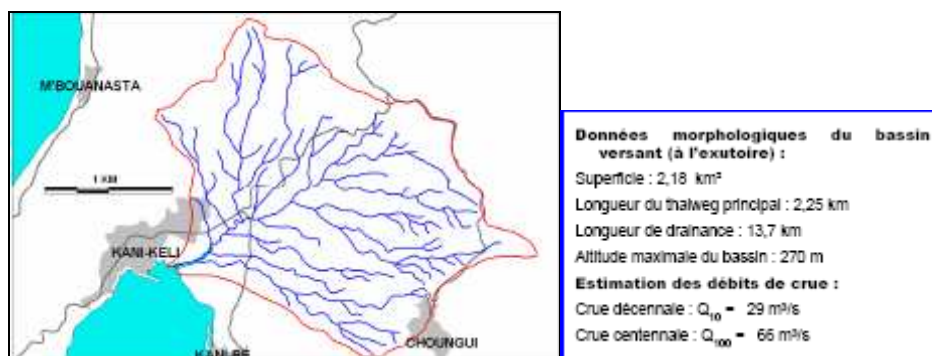 M'BOUANASTA
1 KM
KANI-KELI
CHOUNGUI
Données morphologiques du bassin
versant (à l'exutoire) :
Superficie : 2,18 km²
Longueur du thalweg principal : 2,25 km
Longueur de drainance : 13,7 km
Altitude maximale du bassin : 270 m
Estimation des débits de crue :
Crue décennale : Q10 = 29 m³/s
Crue centennale : Q100 = 66 m³/s